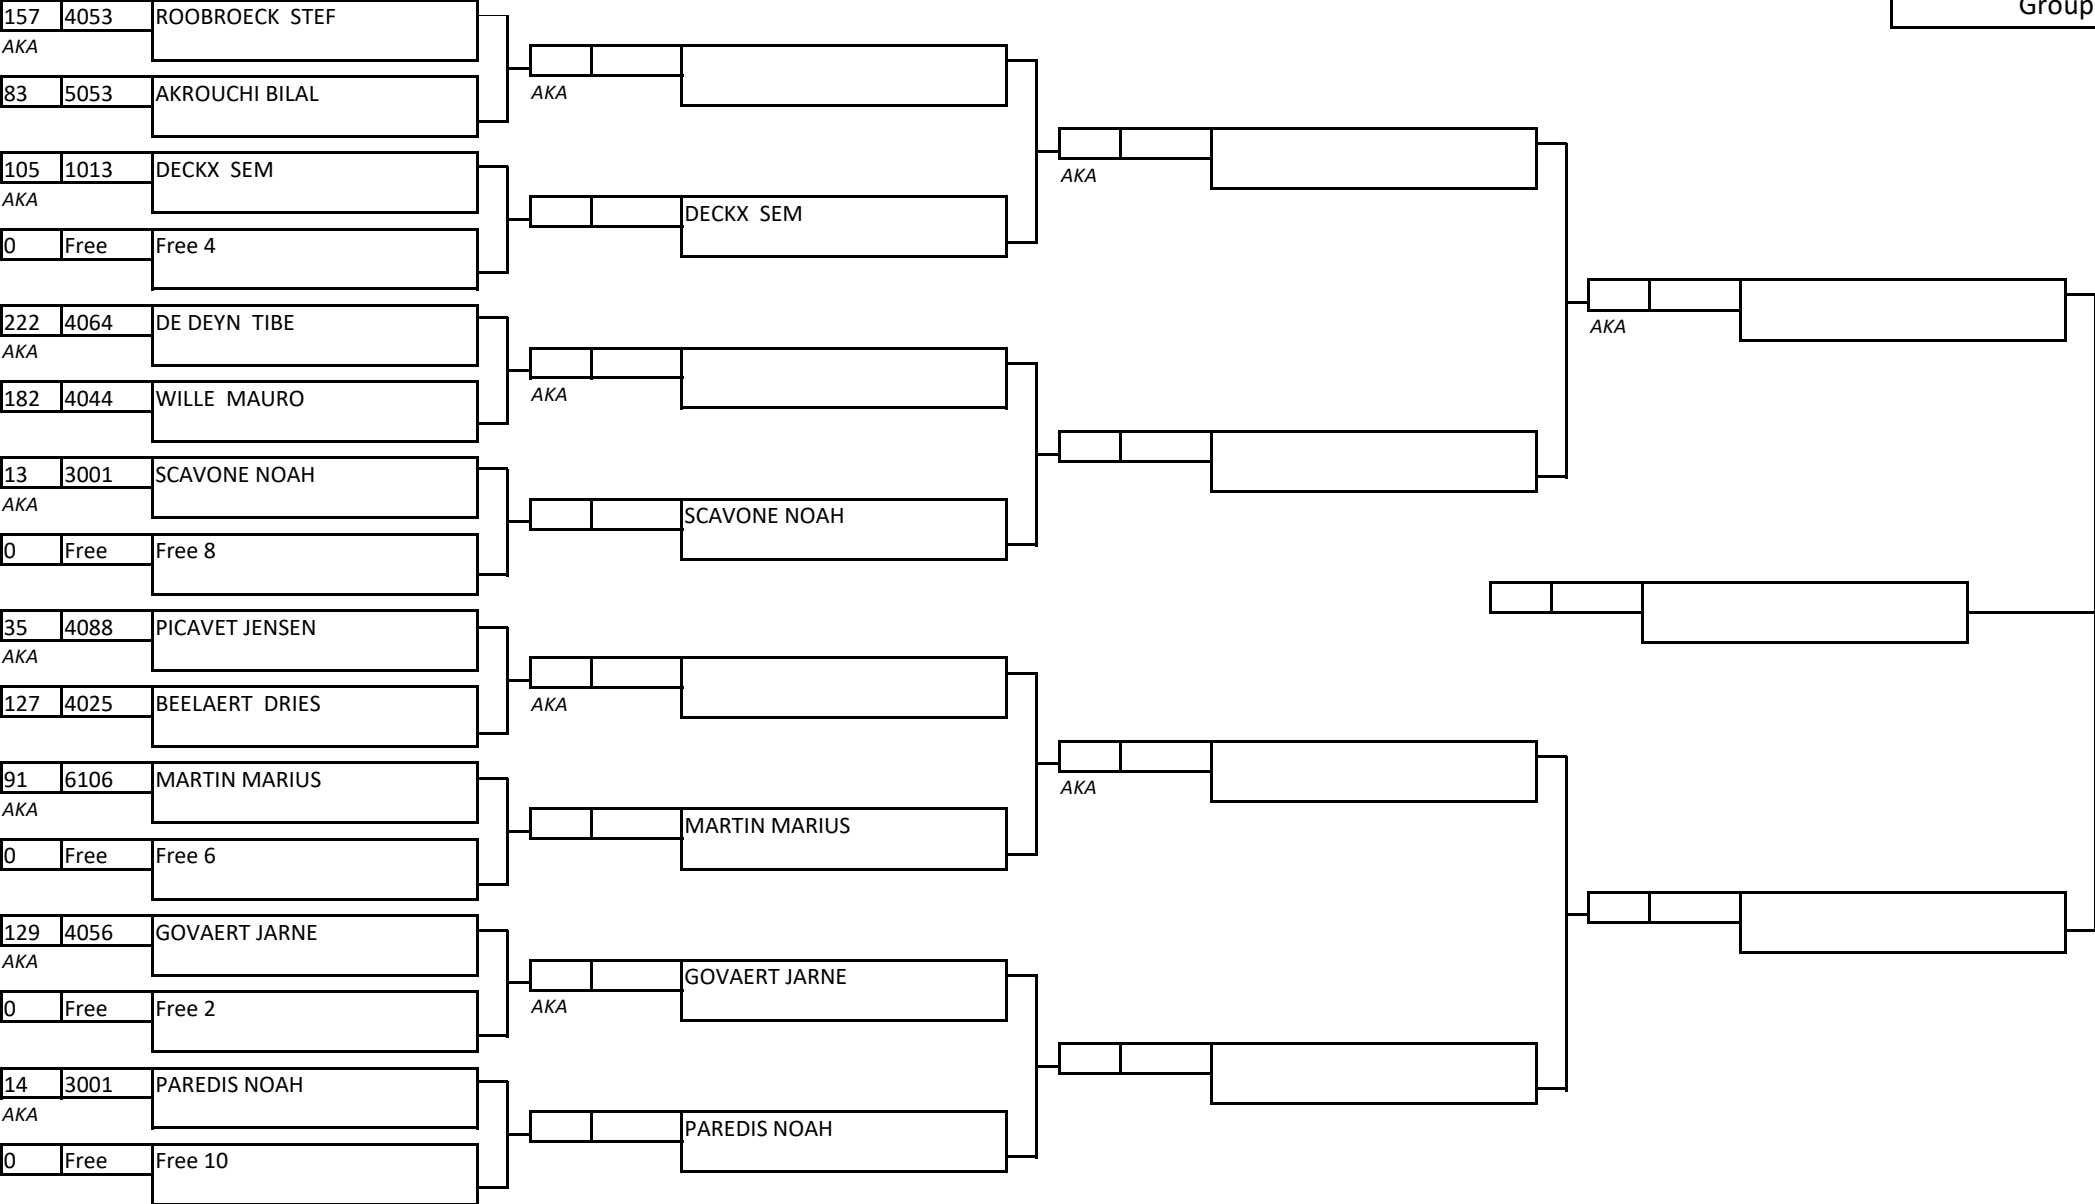 Group
157 4053 ROOBROECK  STEF
AKA
83 5053 AKROUCHI BILAL
AKA
105 1013 DECKX  SEM
AKA
AKA
DECKX  SEM
0 Free Free 4
AKA
222 4064 DE DEYN  TIBE
AKA
182 4044 WILLE  MAURO
AKA
13 3001 SCAVONE NOAH
AKA
SCAVONE NOAH
0 Free Free 8
35 4088 PICAVET JENSEN
AKA
127 4025 BEELAERT  DRIES
AKA
91 6106 MARTIN MARIUS
AKA
AKA
MARTIN MARIUS
0 Free Free 6
129 4056 GOVAERT JARNE
AKA
GOVAERT JARNE
0 Free Free 2
AKA
14 3001 PAREDIS NOAH
AKA
PAREDIS NOAH
0 Free Free 10